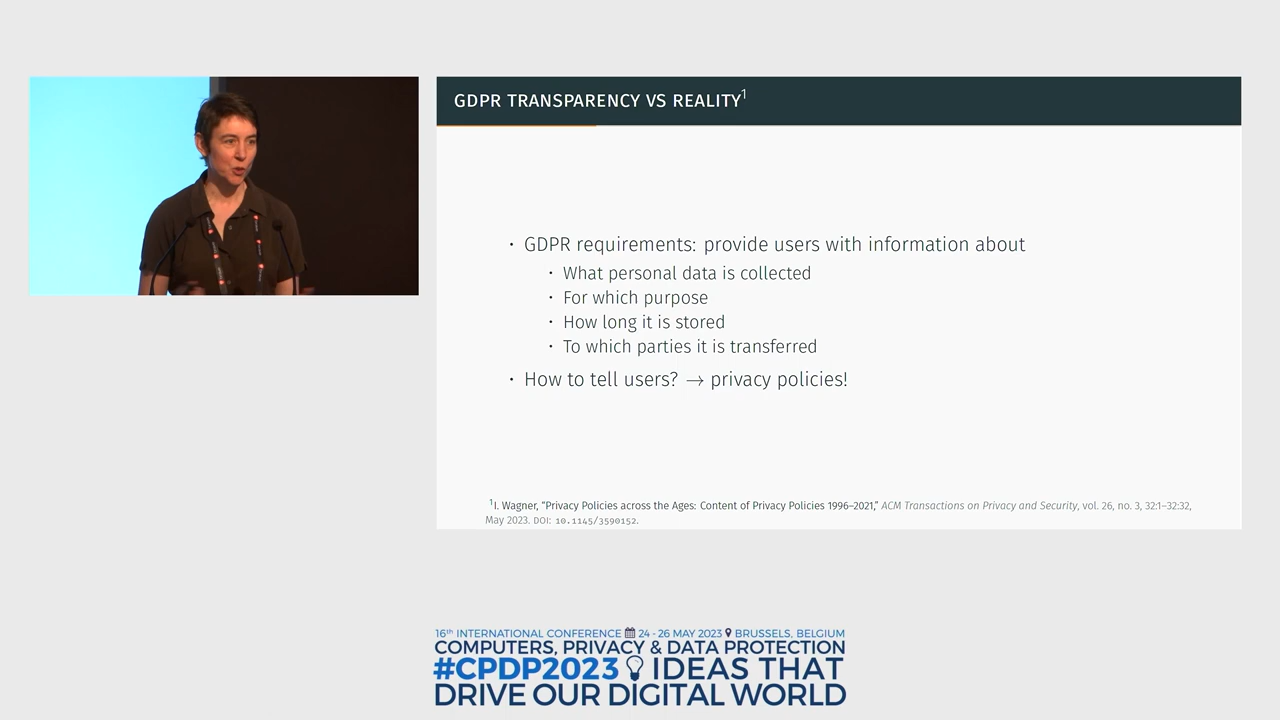 GDPR TRANSPARENCY VS REALITY1
· GDPR requirements: provide users with information about
· What personal data is collected
· For which purpose
· How long it is stored
· To which parties it is transferred
· How to tell users? → privacy policies!
1I. Wagner, “Privacy Policies across the Ages: Content of Privacy Policies 1996–2021,” ACM Transactions on Privacy and Security, vol. 26, no. 3, 32:1–32:32,
May 2023. DOI: 10.1145/3590152.
16th INTERNATIONAL CONFERENCE 24 - 26 MAY 2023 BRUSSELS, BELGIUM
COMPUTERS, PRIVACY & DATA PROTECTION
#CPDP2023 IDEAS THAT
DRIVE OUR DIGITAL WORLD